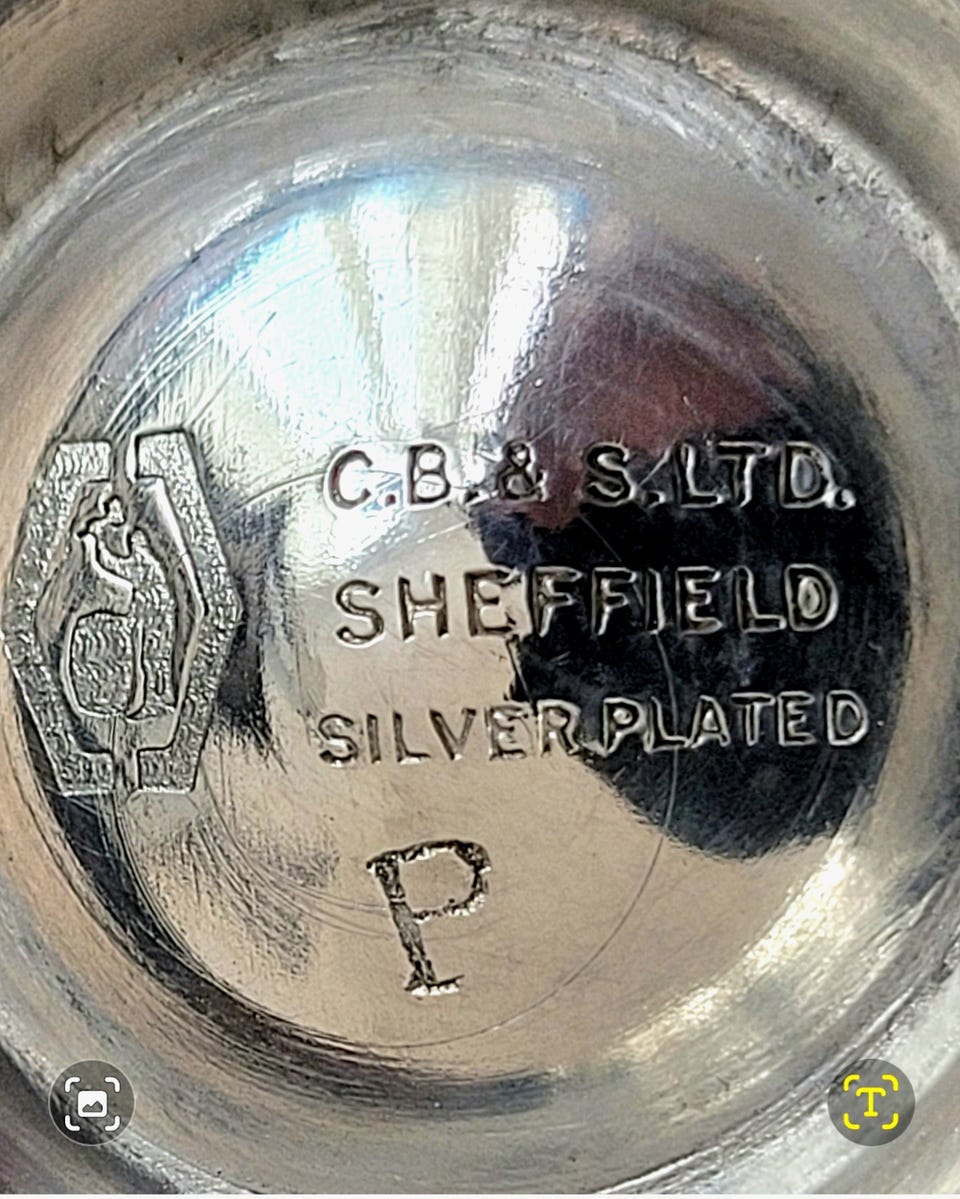 C.B. & S. LTD.
SHEFFIELD
SILVER PLATED
P